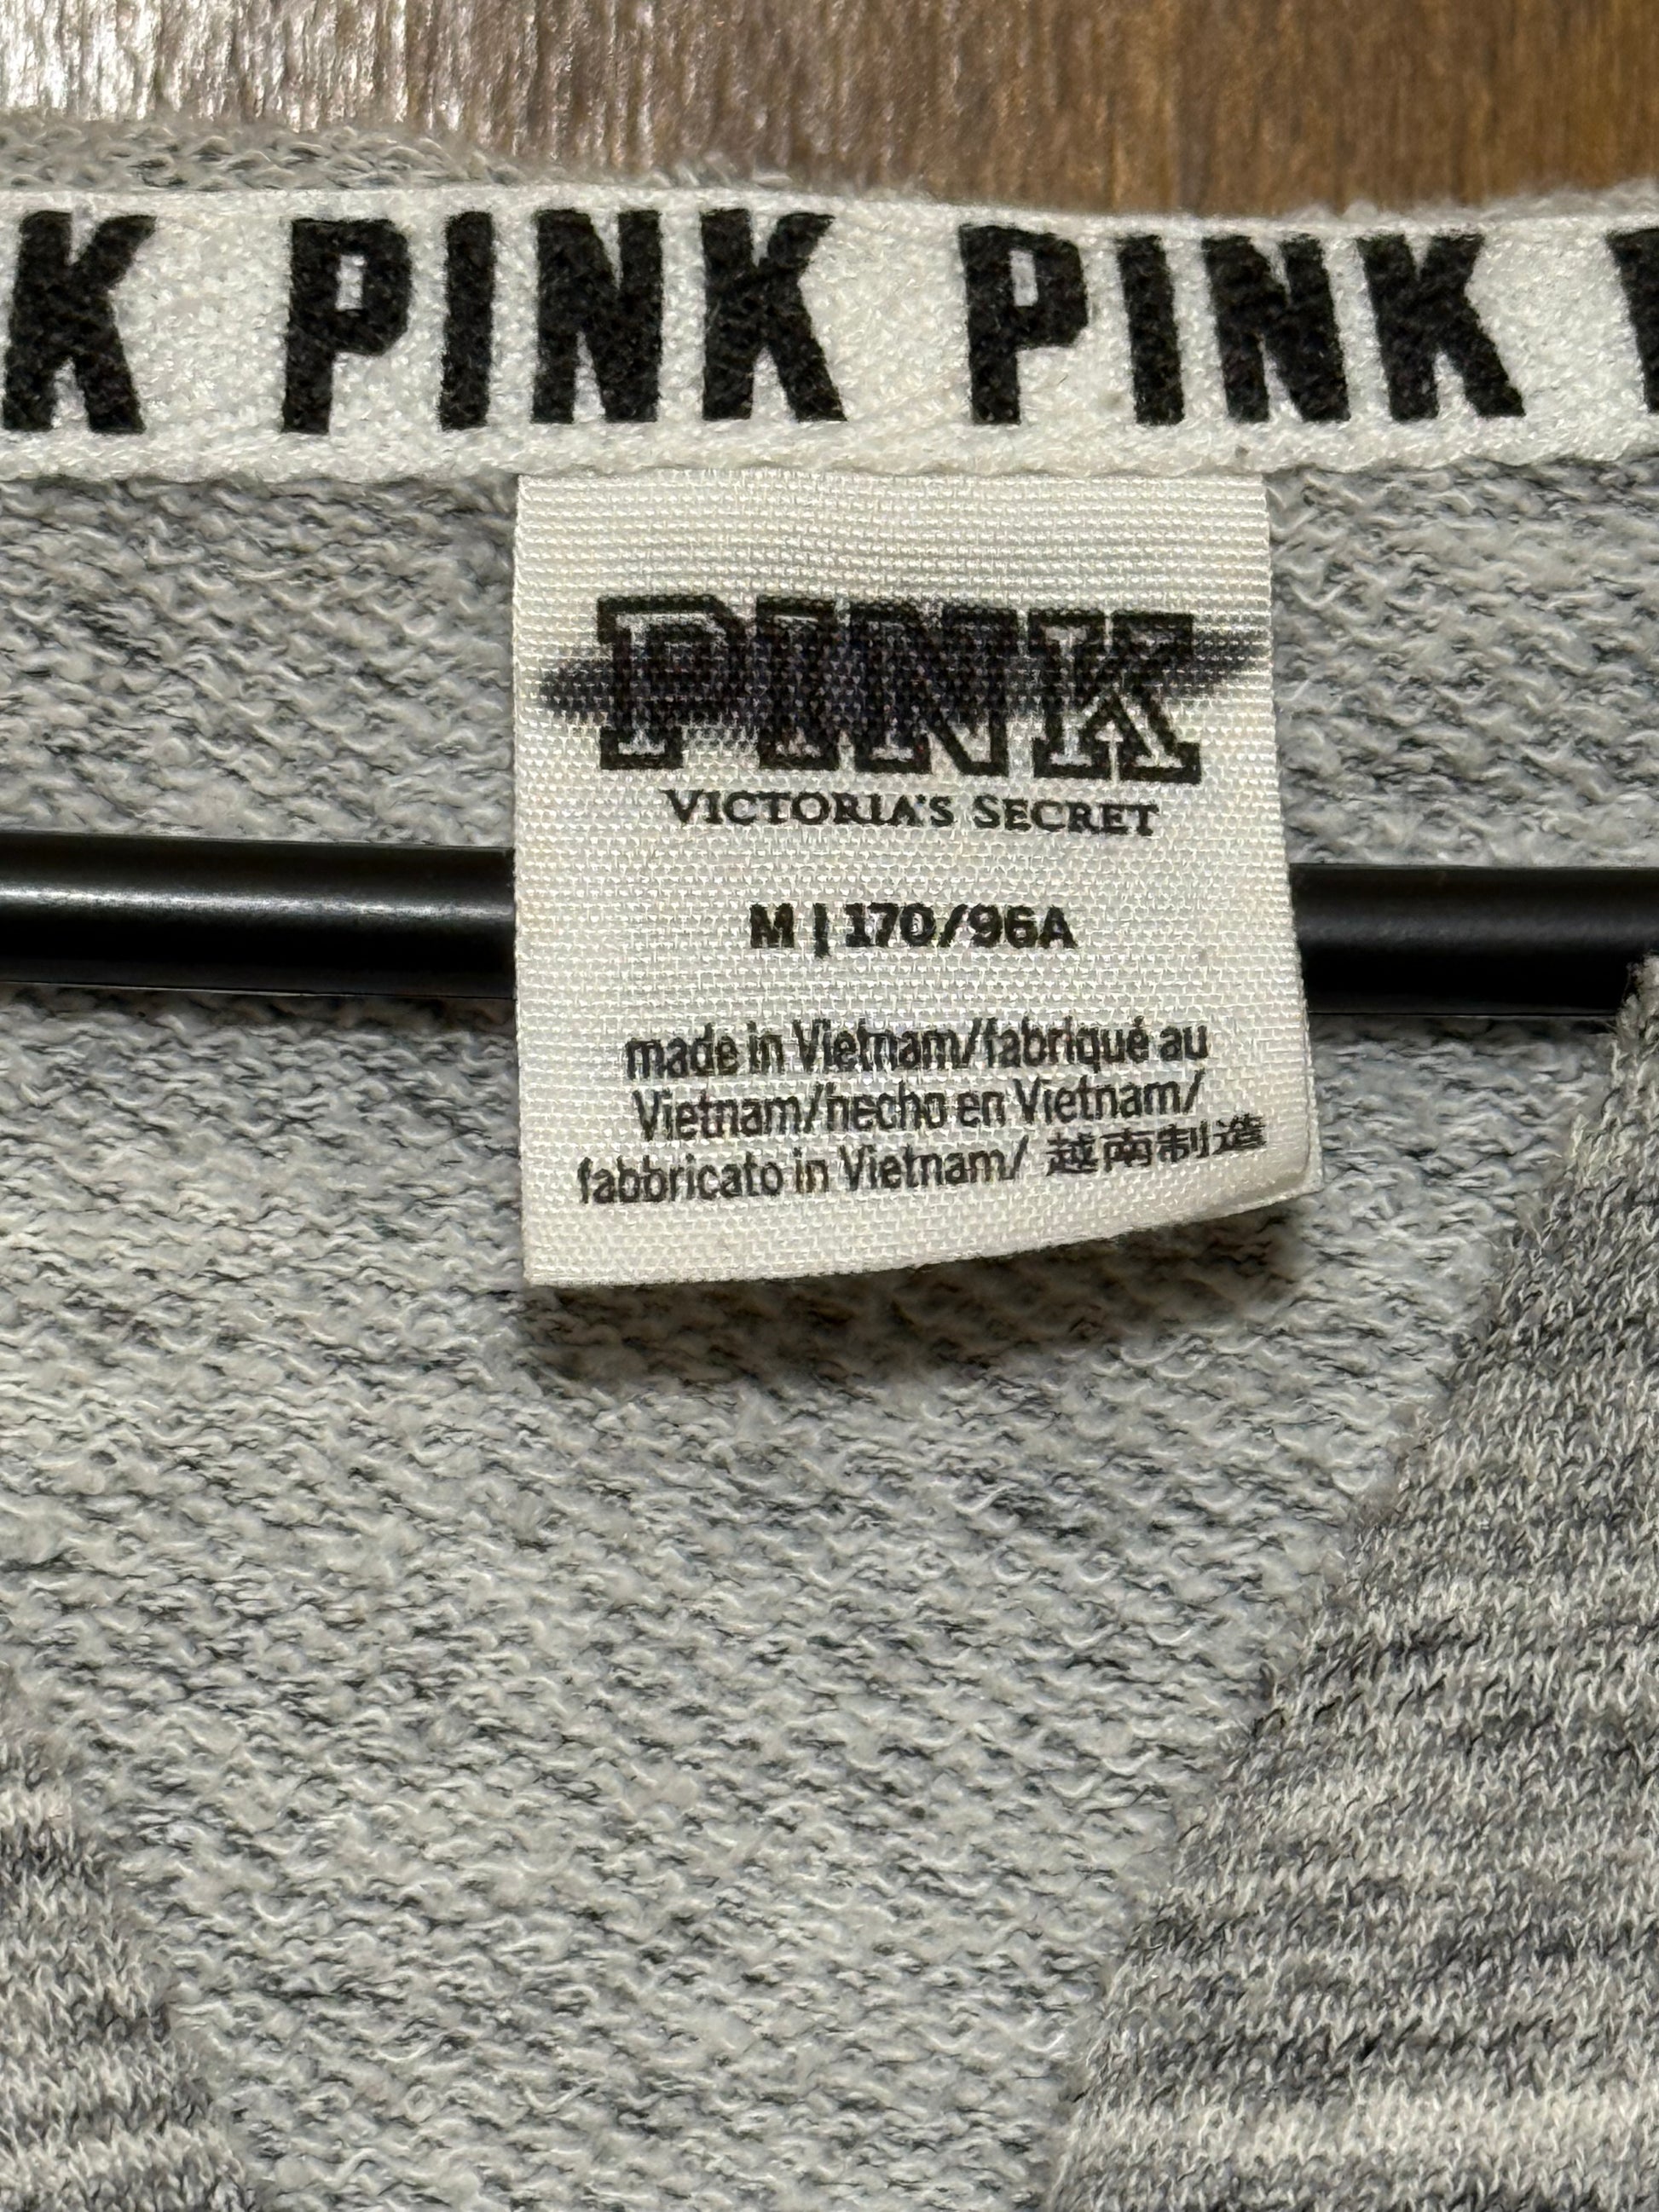 K PINK PINK
PINK
VICTORIA'S SECRET
M | 170/96A
made in Vietnam/fabriqué au
Vietnam/hecho en Vietnam/
fabbricato in Vietnam/ 越南制造